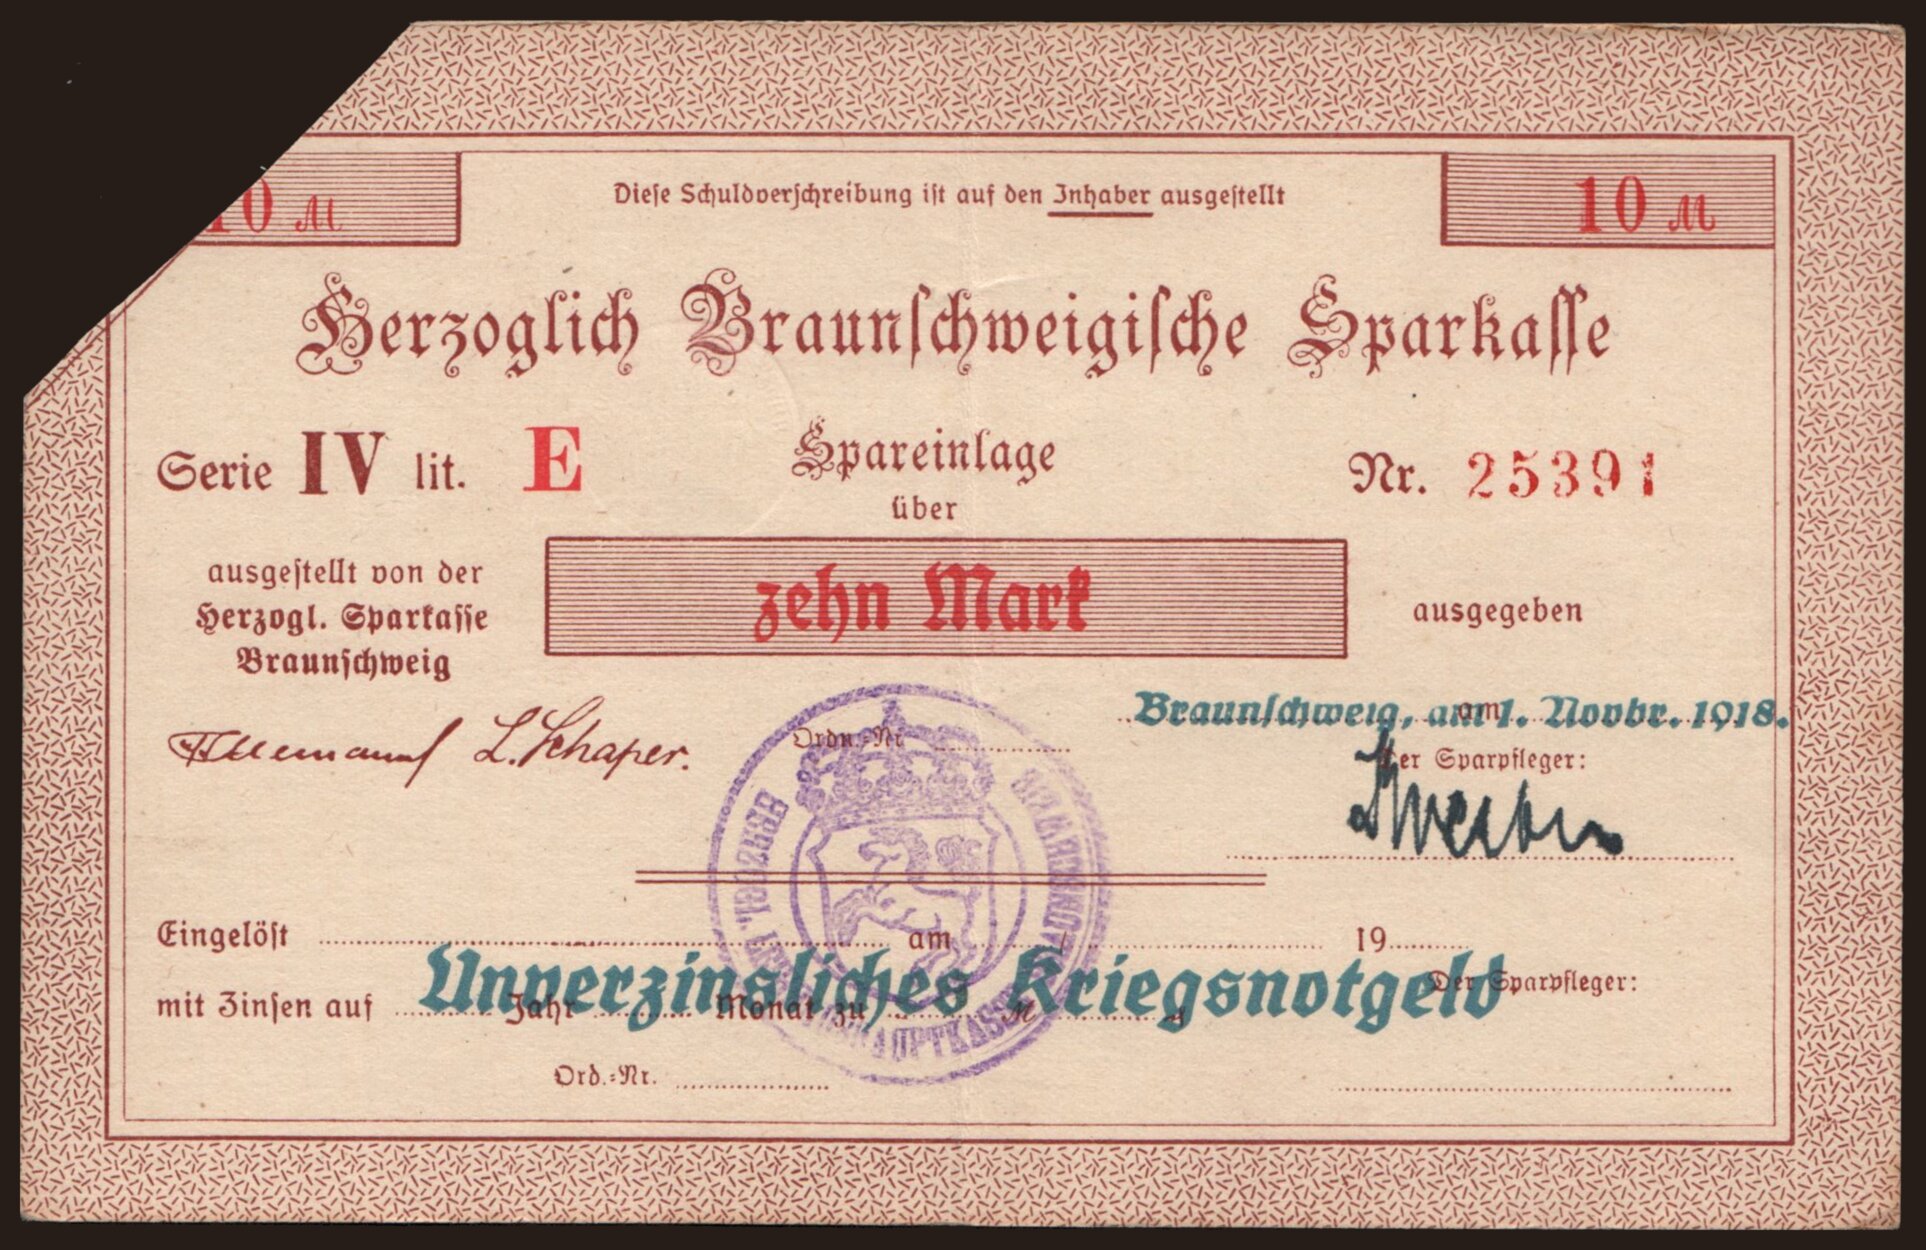 10 M
Diese Schuldverschreibung ist auf den Inhaber ausgestellt
10 M
Herzoglich Braunschweigische Sparkasse
Serie IV lit. E
Spareinlage
über
Nr. 25391
ausgestellt von der
Herzogl. Sparkasse
Braunschweig
zehn Mark
ausgegeben
Braunschweig, am 1. Novbr. 1918.
am
L. Schaper.
Ordn.-Nr.
Der Sparpfleger:
Eingelöst am 19
Unverzinsliches Kriegsnotgeld
Der Sparpfleger:
mit Zinsen auf Jahr Monat zu M
Ord.-Nr.